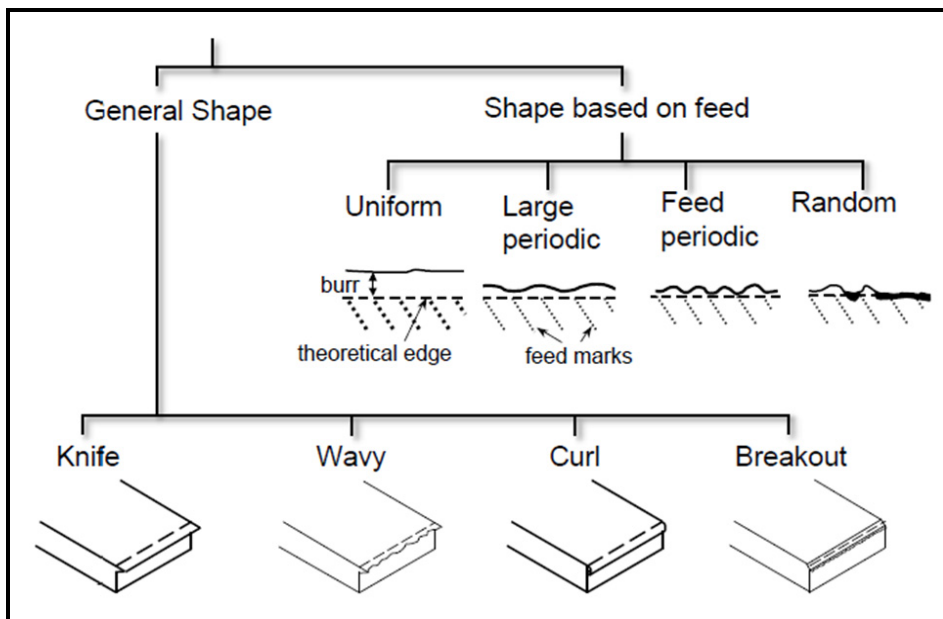 General Shape
Shape based on feed
Uniform
Large
periodic
Feed
periodic
Random
burr
theoretical edge
feed marks
Knife
Wavy
Curl
Breakout